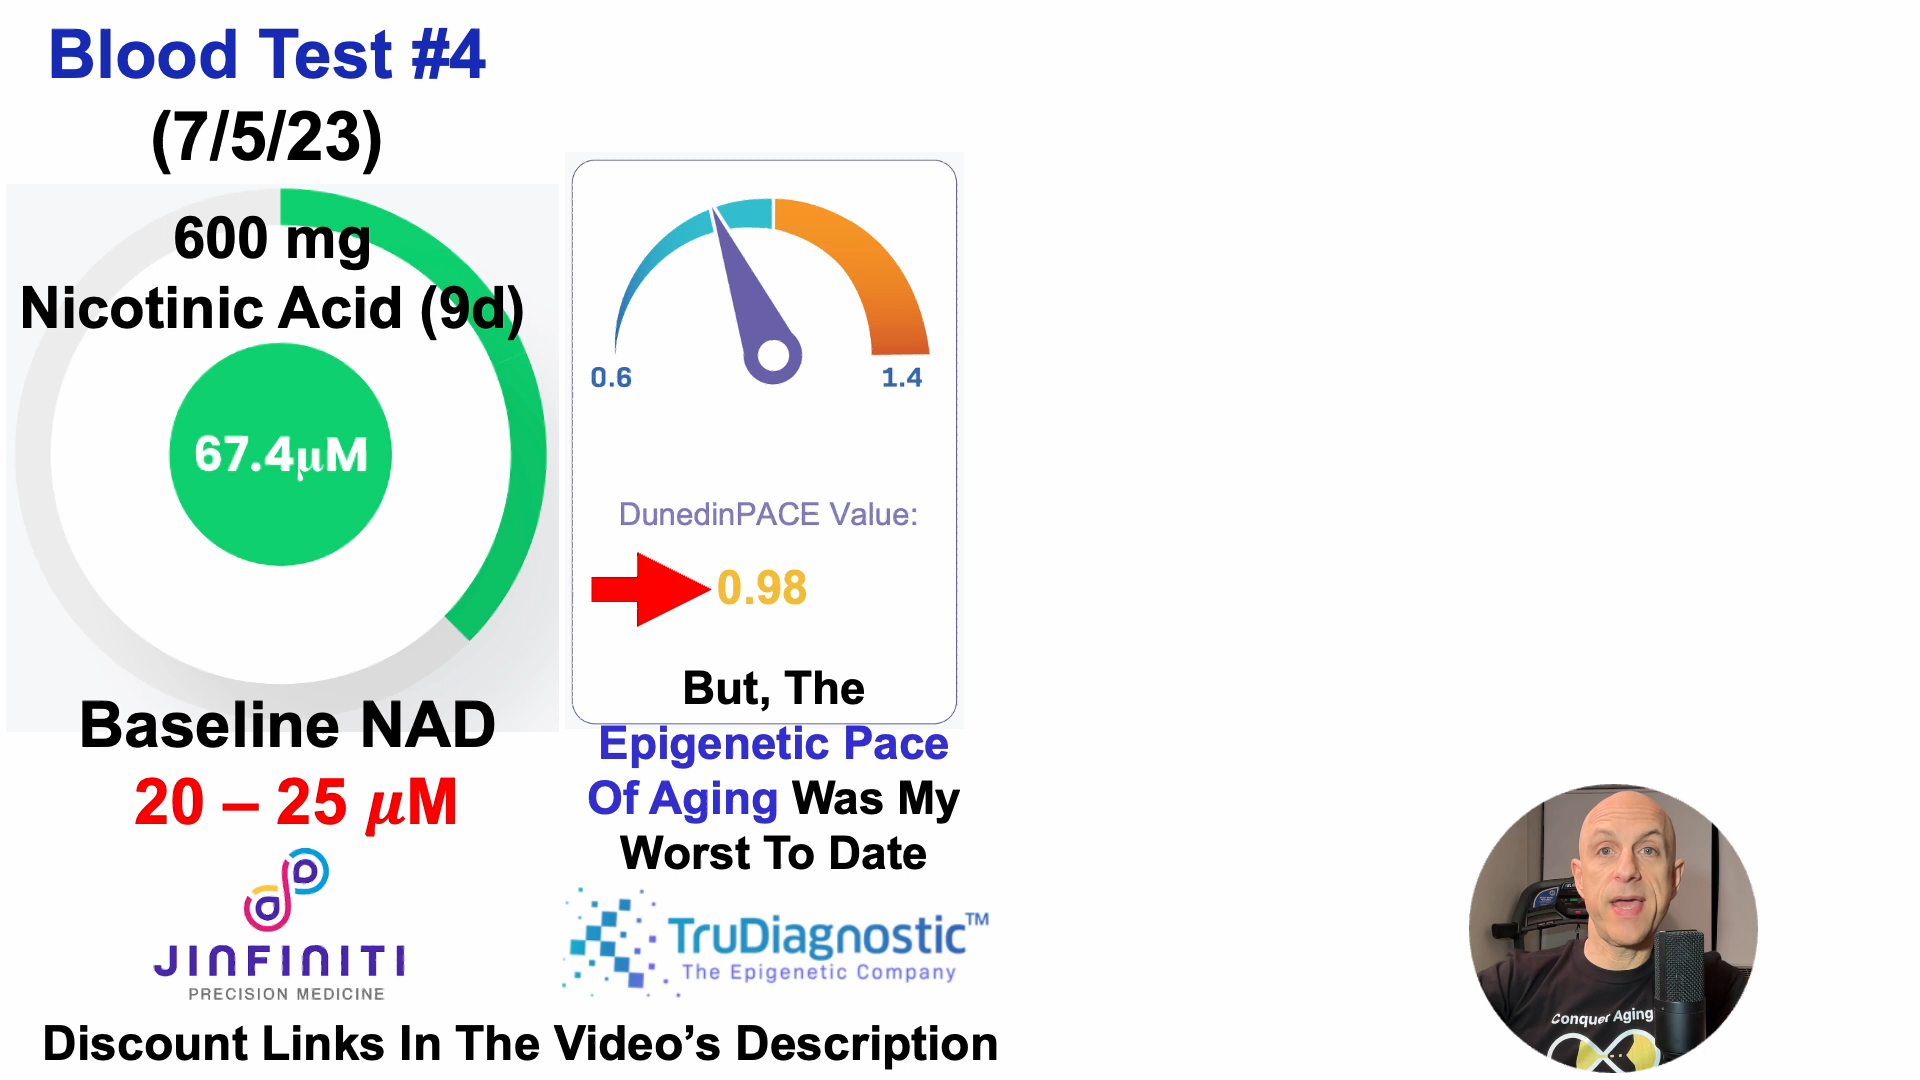 Blood Test #4
(7/5/23)
600 mg
Nicotinic Acid (9d)
67.4µM
Baseline NAD
20 – 25 µM
JINFINITI
PRECISION MEDICINE
0.6
1.4
DunedinPACE Value:
0.98
But, The
Epigenetic Pace
Of Aging Was My
Worst To Date
TruDiagnostic™
The Epigenetic Company
Discount Links In The Video’s Description
Conquer Aging